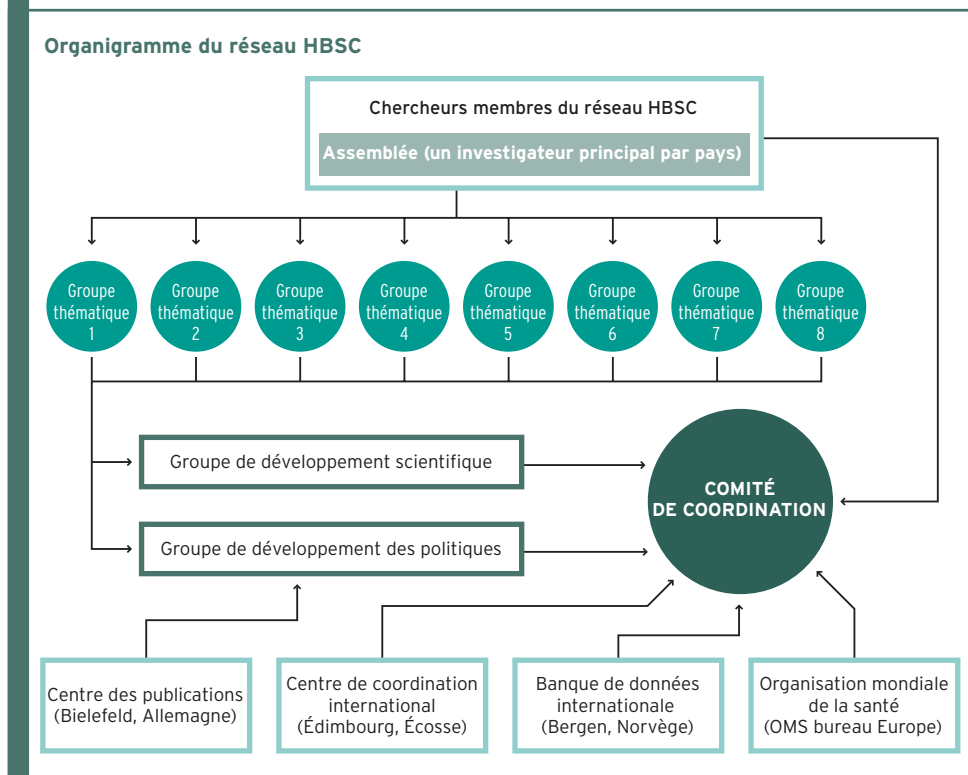 Organigramme du réseau HBSC
Chercheurs membres du réseau HBSC
Assemblée (un investigateur principal par pays)
Groupe
thématique
1
Groupe
thématique
2
Groupe
thématique
3
Groupe
thématique
4
Groupe
thématique
5
Groupe
thématique
6
Groupe
thématique
7
Groupe
thématique
8
Groupe de développement scientifique
COMITÉ
DE COORDINATION
Groupe de développement des politiques
Centre des publications
(Bielefeld, Allemagne)
Centre de coordination
international
(Édimbourg, Écosse)
Banque de données
internationale
(Bergen, Norvège)
Organisation mondiale
de la santé
(OMS bureau Europe)